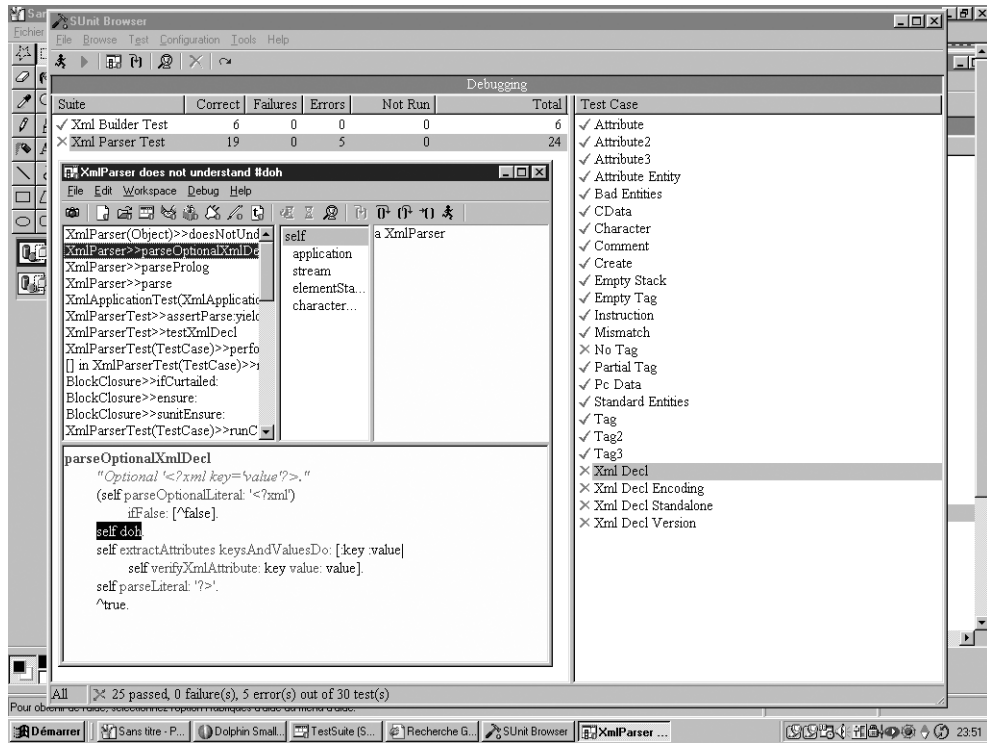 SUnit Browser
File Browse Test Configuration Tools Help
Debugging
Suite Correct Failures Errors Not Run Total
Xml Builder Test 6 0 0 0 6
Xml Parser Test 19 0 5 0 24
XmlParser does not understand #doh
File Edit Workspace Debug Help
XmlParser(Object)>>doesNotUnd
XmlParser>>parseOptionalXmlDe
XmlParser>>parseProlog
XmlParser>>parse
XmlApplicationTest(XmlApplicatio
XmlParserTest>>assertParse:yield
XmlParserTest>>testXmlDecl
XmlParserTest(TestCase)>>perfo
[] in XmlParserTest(TestCase)>>r
BlockClosure>>ifCurtailed:
BlockClosure>>ensure:
BlockClosure>>sunitEnsure:
XmlParserTest(TestCase)>>runC
self
application
stream
elementSta...
character...
a XmlParser
parseOptionalXmlDecl
"Optional '<?xml key='value'?>."
(self parseOptionalLiteral: '<?xml')
ifFalse: [^false].
self doh.
self extractAttributes keysAndValuesDo: [:key :value|
self verifyXmlAttribute: key value: value].
self parseLiteral: '?>'.
^true.
Test Case
Attribute
Attribute2
Attribute3
Attribute Entity
Bad Entities
CData
Character
Comment
Create
Empty Stack
Empty Tag
Instruction
Mismatch
No Tag
Partial Tag
Pc Data
Standard Entities
Tag
Tag2
Tag3
Xml Decl
Xml Decl Encoding
Xml Decl Standalone
Xml Decl Version
All 25 passed, 0 failure(s), 5 error(s) out of 30 test(s)
Démarrer Sans titre - P... Dolphin Small... TestSuite (S... Recherche G... SUnit Browser XmlParser ... 23:51